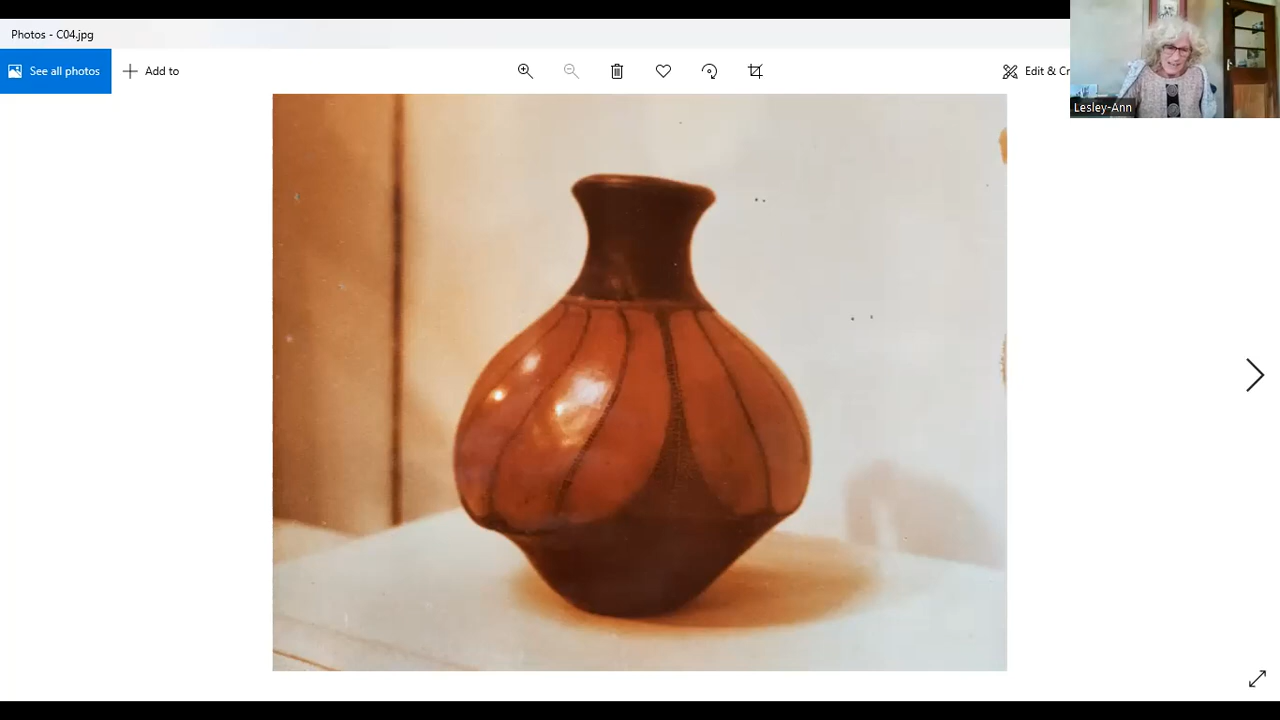 Photos - C04.jpg
See all photos
Add to
Edit & Cr
Lesley-Ann